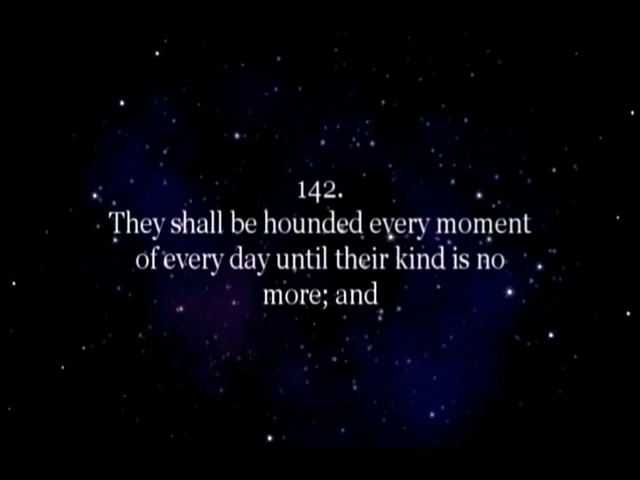 142.
They shall be hounded every moment
of every day until their kind is no
more; and